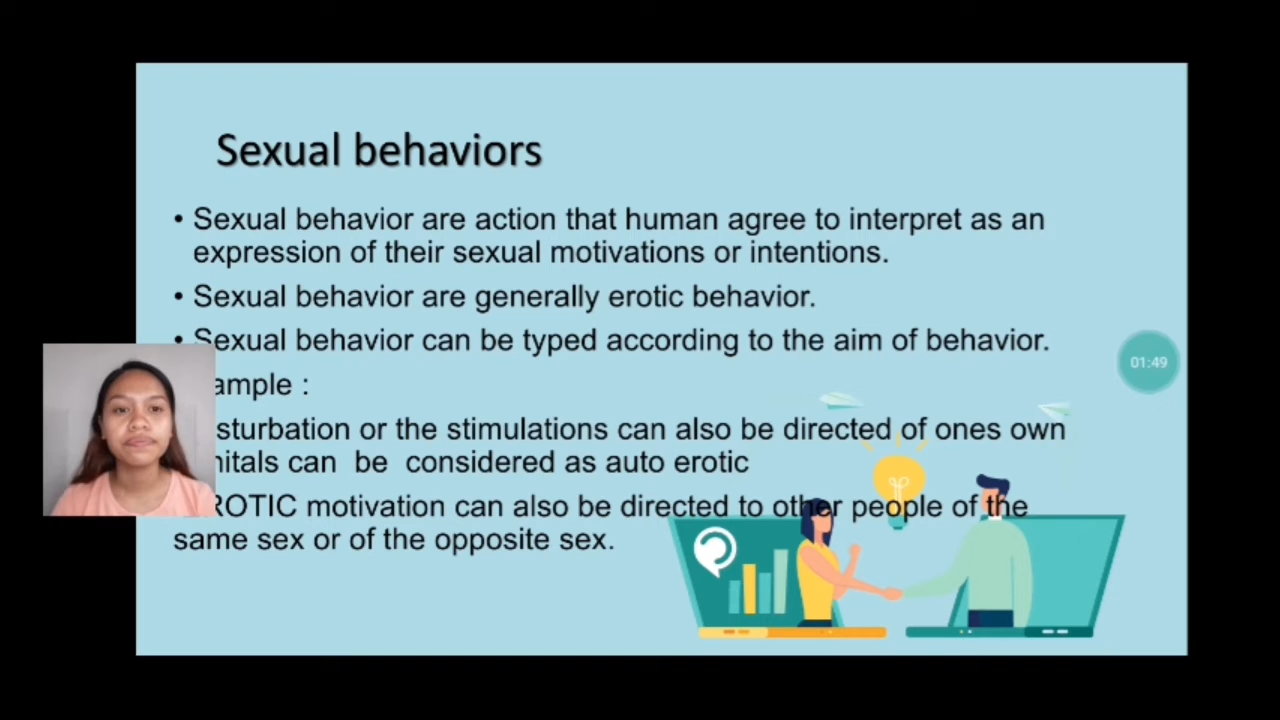 Sexual behaviors
• Sexual behavior are action that human agree to interpret as an
expression of their sexual motivations or intentions.
• Sexual behavior are generally erotic behavior.
• Sexual behavior can be typed according to the aim of behavior.
01:49
ample :
sturbation or the stimulations can also be directed of ones own
nitals can be considered as auto erotic
ROTIC motivation can also be directed to other people of the
same sex or of the opposite sex.